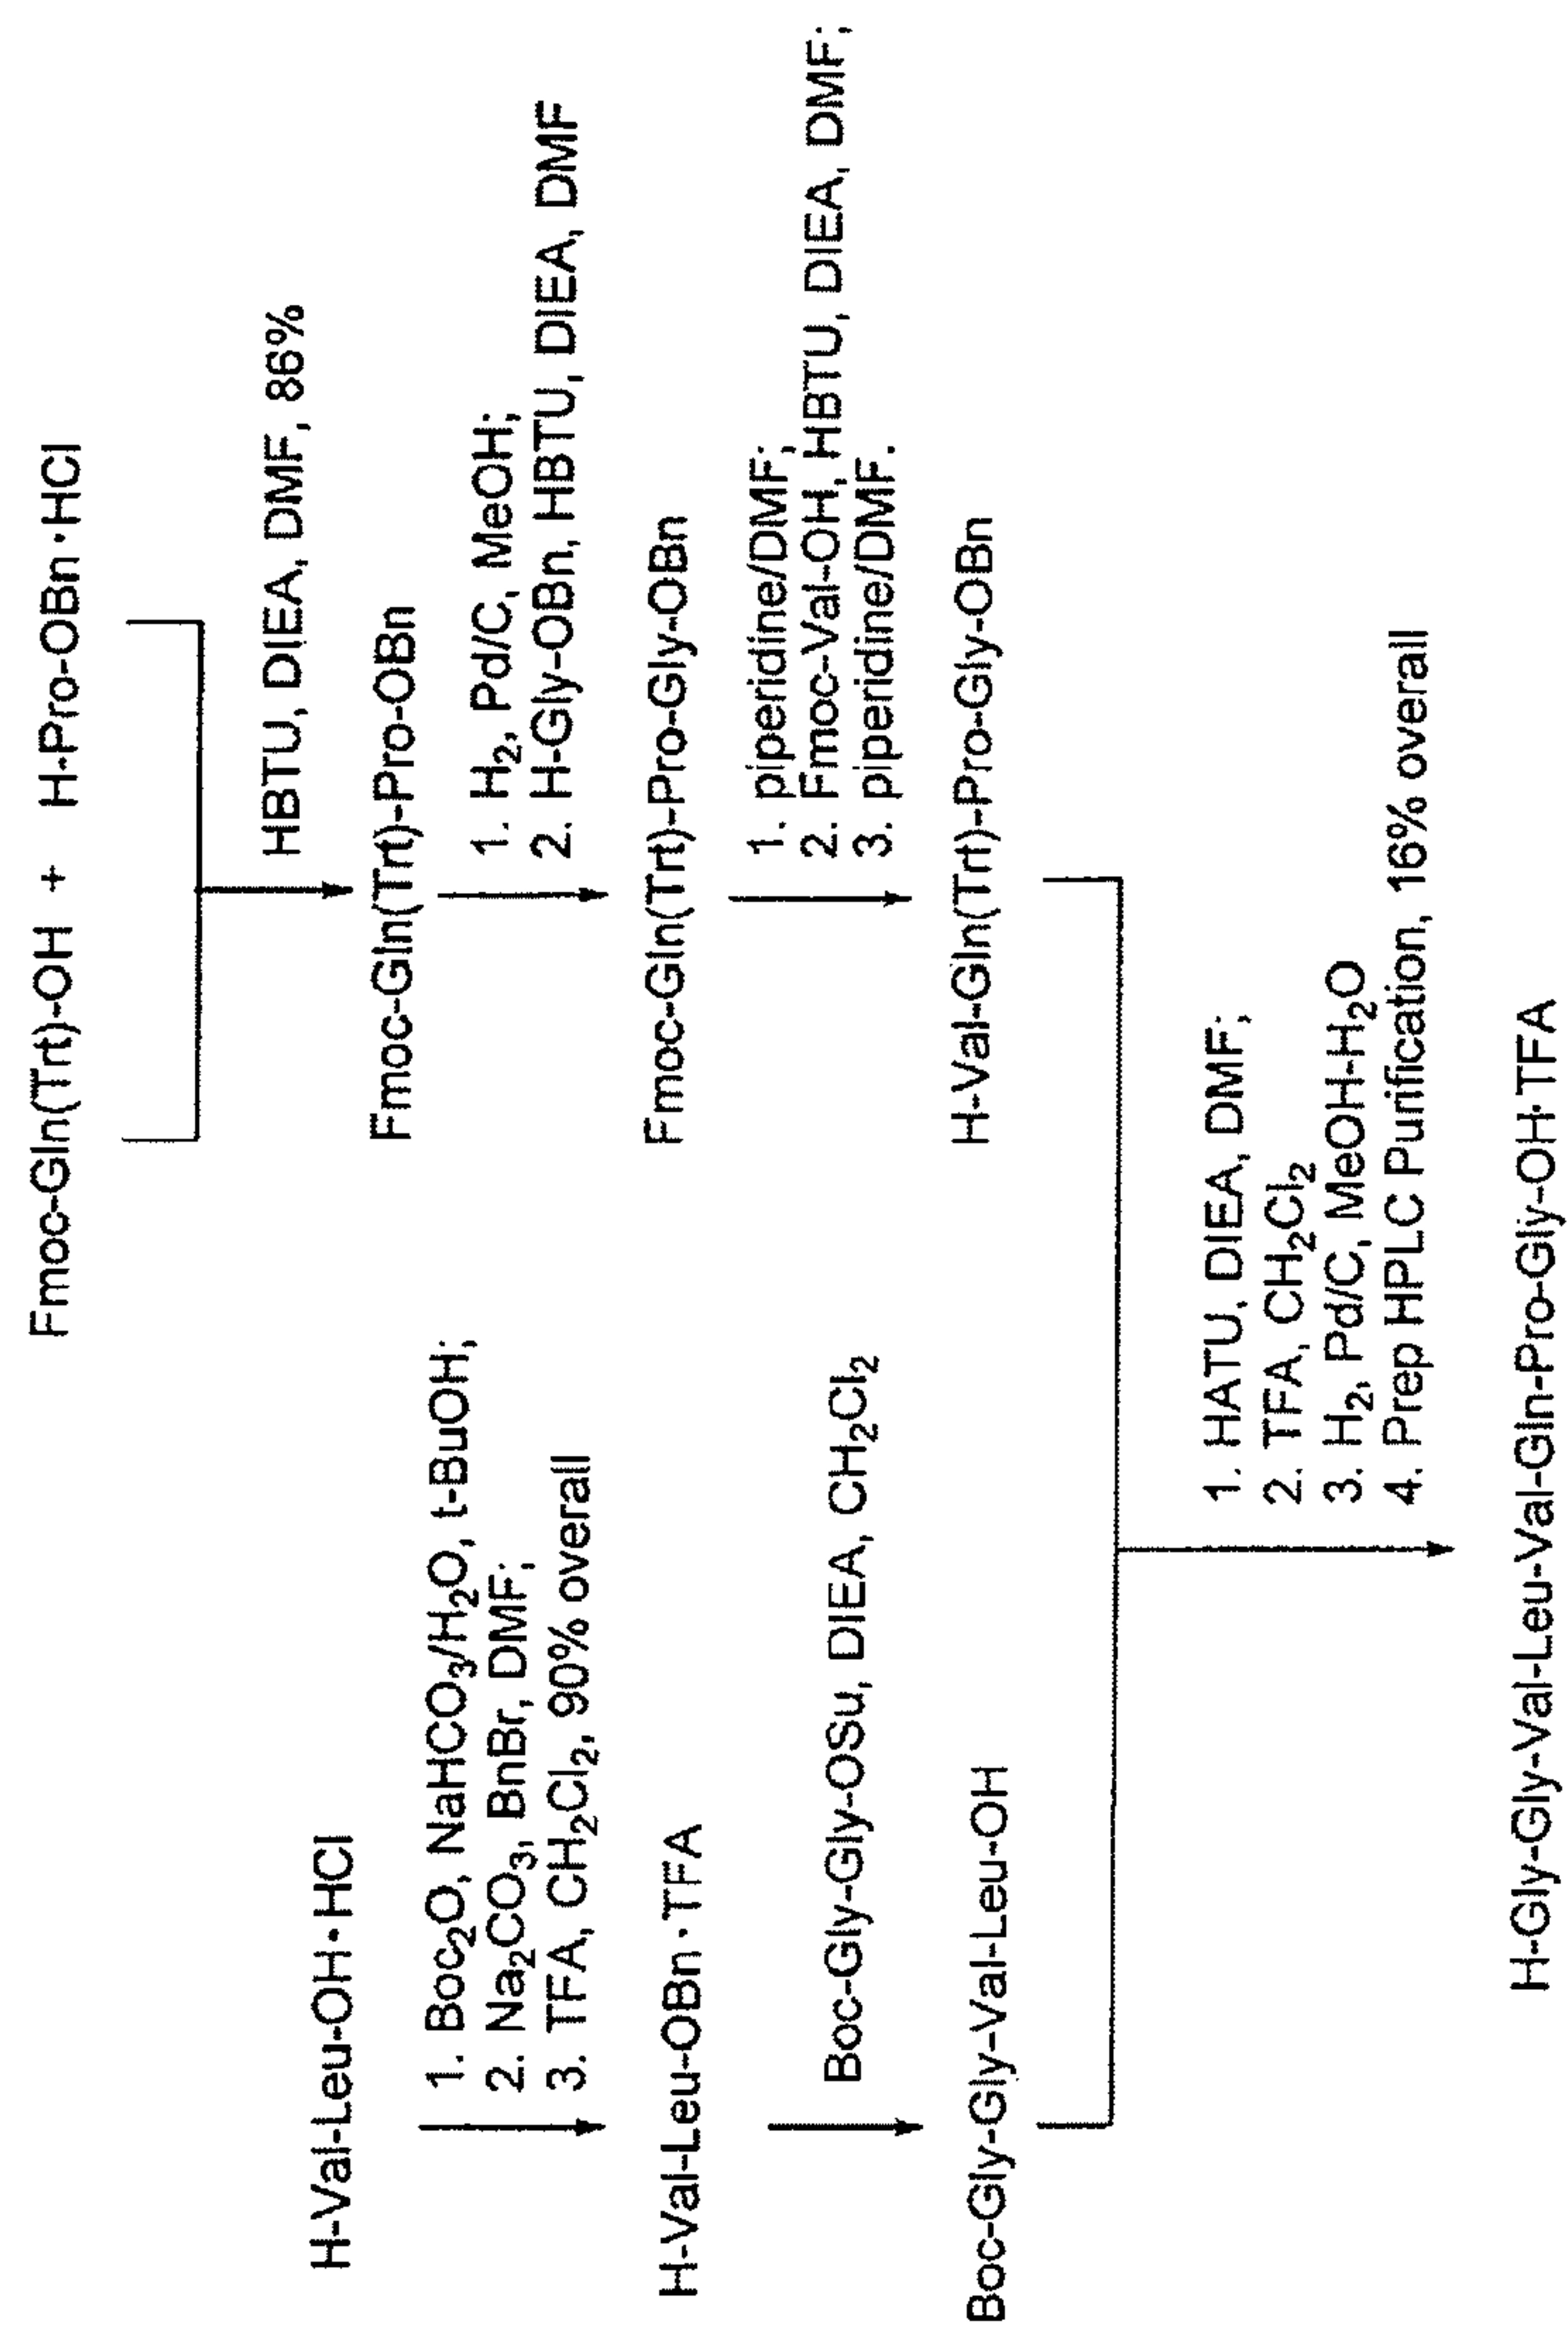 Fmoc-Gln(Trt)-OH + H-Pro-OBn·HCl
HBTU, DIEA, DMF, 86%
Fmoc-Gln(Trt)-Pro-OBn
1. H₂, Pd/C, MeOH;
2. H-Gly-OBn, HBTU, DIEA, DMF
Fmoc-Gln(Trt)-Pro-Gly-OBn
1. piperidine/DMF;
2. Fmoc-Val-OH, HBTU, DIEA, DMF;
3. piperidine/DMF.
H-Val-Gln(Trt)-Pro-Gly-OBn
H-Val-Leu-OH·HCl
1. Boc₂O, NaHCO₃/H₂O, t-BuOH;
2. Na₂CO₃, BnBr, DMF;
3. TFA, CH₂Cl₂, 90% overall
H-Val-Leu-OBn·TFA
Boc-Gly-Gly-OSu, DIEA, CH₂Cl₂
Boc-Gly-Gly-Val-Leu-OH
1. HATU, DIEA, DMF;
2. TFA, CH₂Cl₂
3. H₂, Pd/C, MeOH-H₂O
4. Prep HPLC Purification, 16% overall
H-Gly-Gly-Val-Leu-Val-Gln-Pro-Gly-OH·TFA